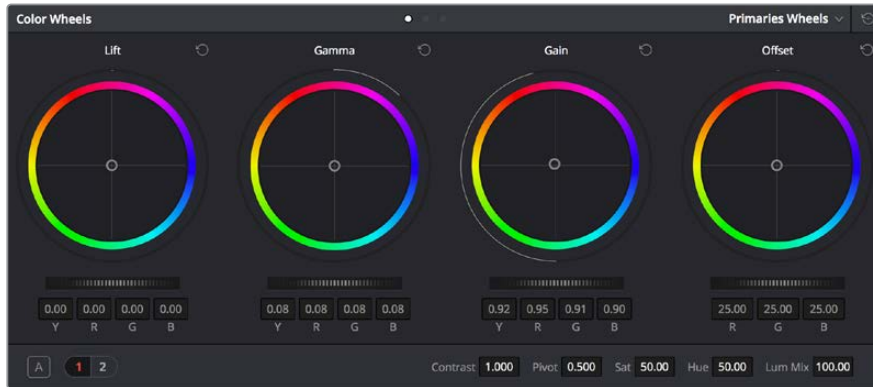 Color Wheels Primaries Wheels
Lift Gamma Gain Offset
0.00 0.00 0.00 0.00 0.08 0.08 0.08 0.08 0.92 0.95 0.91 0.90 25.00 25.00 25.00
Y R G B Y R G B Y R G B R G B
A 1 2 Contrast 1.000 Pivot 0.500 Sat 50.00 Hue 50.00 Lum Mix 100.00